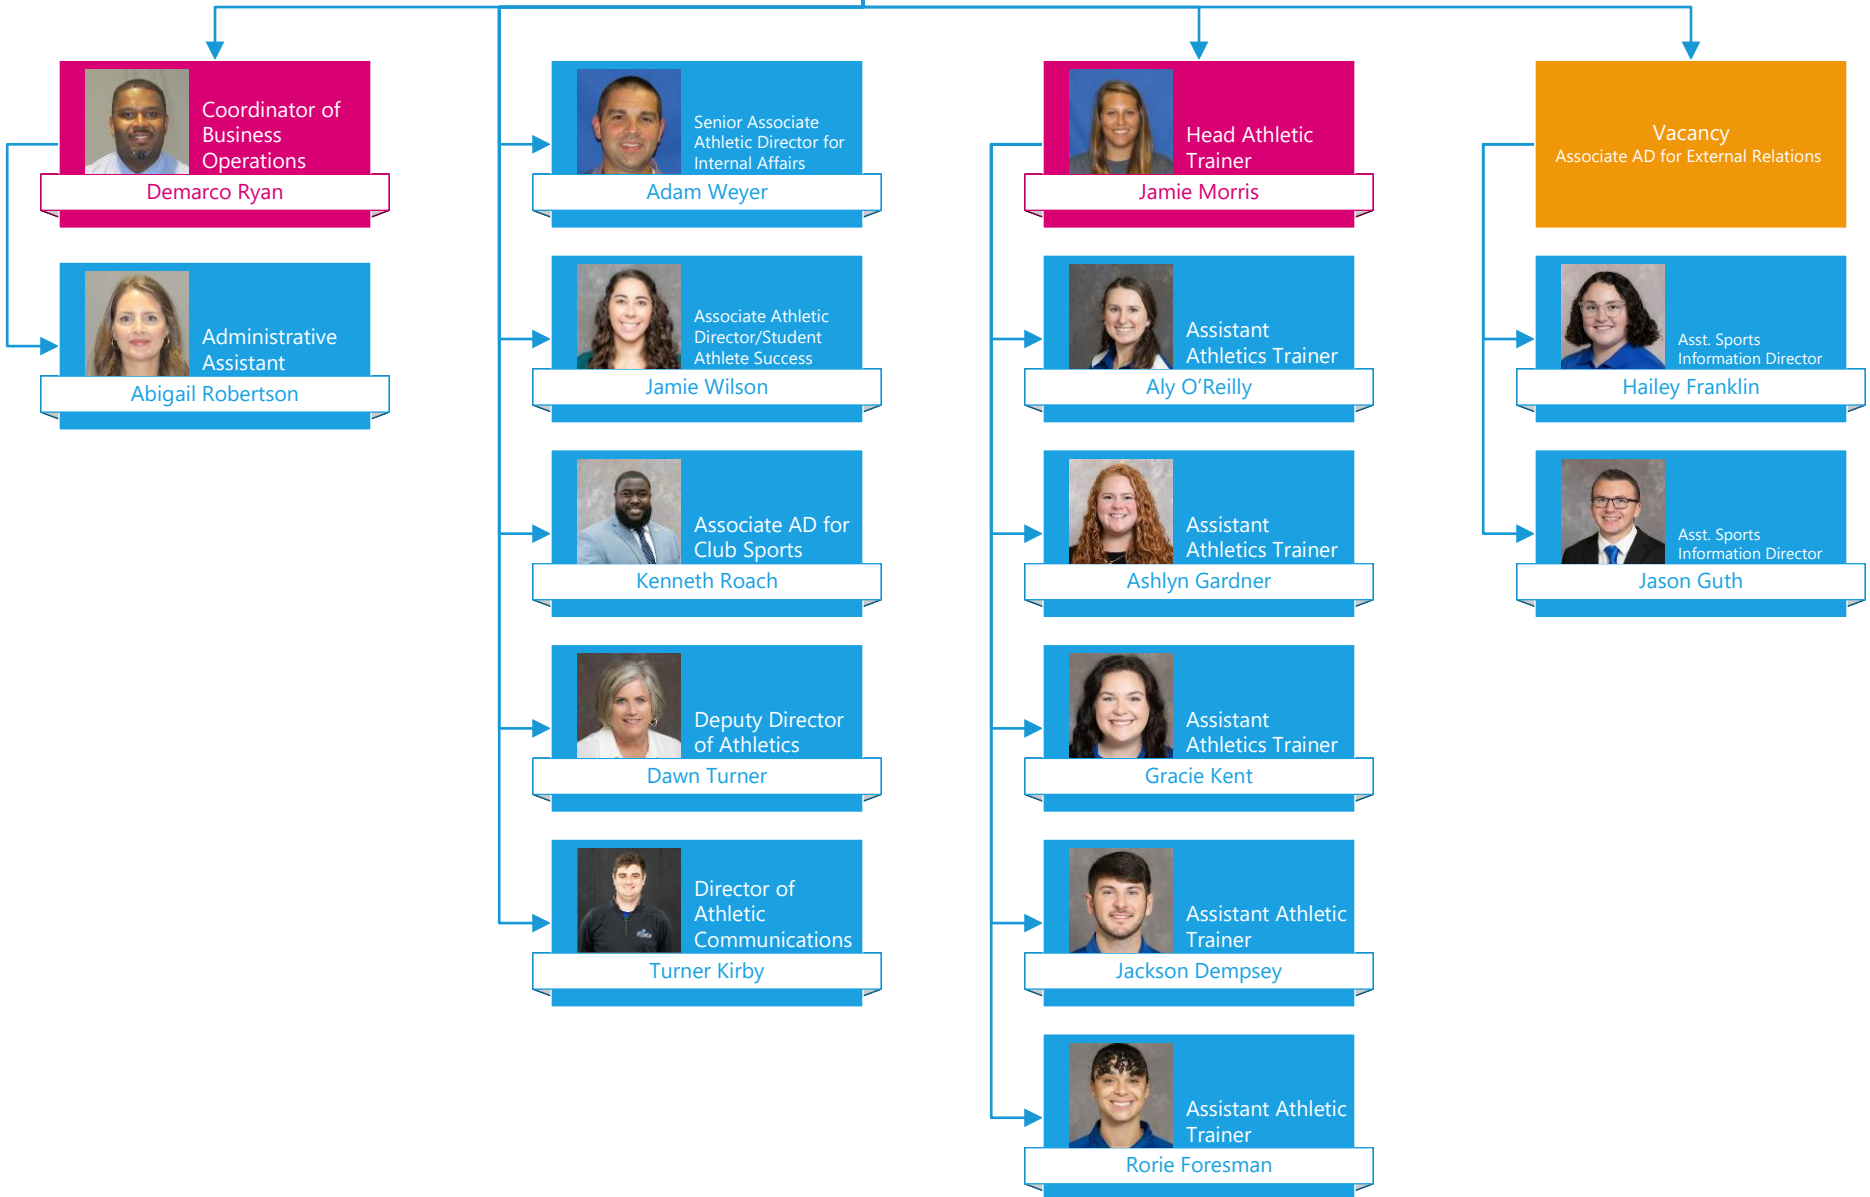 Coordinator of
Business
Operations
Demarco Ryan
Administrative
Assistant
Abigail Robertson
Senior Associate
Athletic Director for
Internal Affairs
Adam Weyer
Associate Athletic
Director/Student
Athlete Success
Jamie Wilson
Associate AD for
Club Sports
Kenneth Roach
Deputy Director
of Athletics
Dawn Turner
Director of
Athletic
Communications
Turner Kirby
Head Athletic
Trainer
Jamie Morris
Assistant
Athletics Trainer
Aly O’Reilly
Assistant
Athletics Trainer
Ashlyn Gardner
Assistant
Athletics Trainer
Gracie Kent
Assistant Athletic
Trainer
Jackson Dempsey
Assistant Athletic
Trainer
Rorie Foresman
Vacancy
Associate AD for External Relations
Asst. Sports
Information Director
Hailey Franklin
Asst. Sports
Information Director
Jason Guth